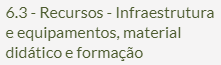 6.3 - Recursos - Infraestrutura
e equipamentos, material
didático e formação